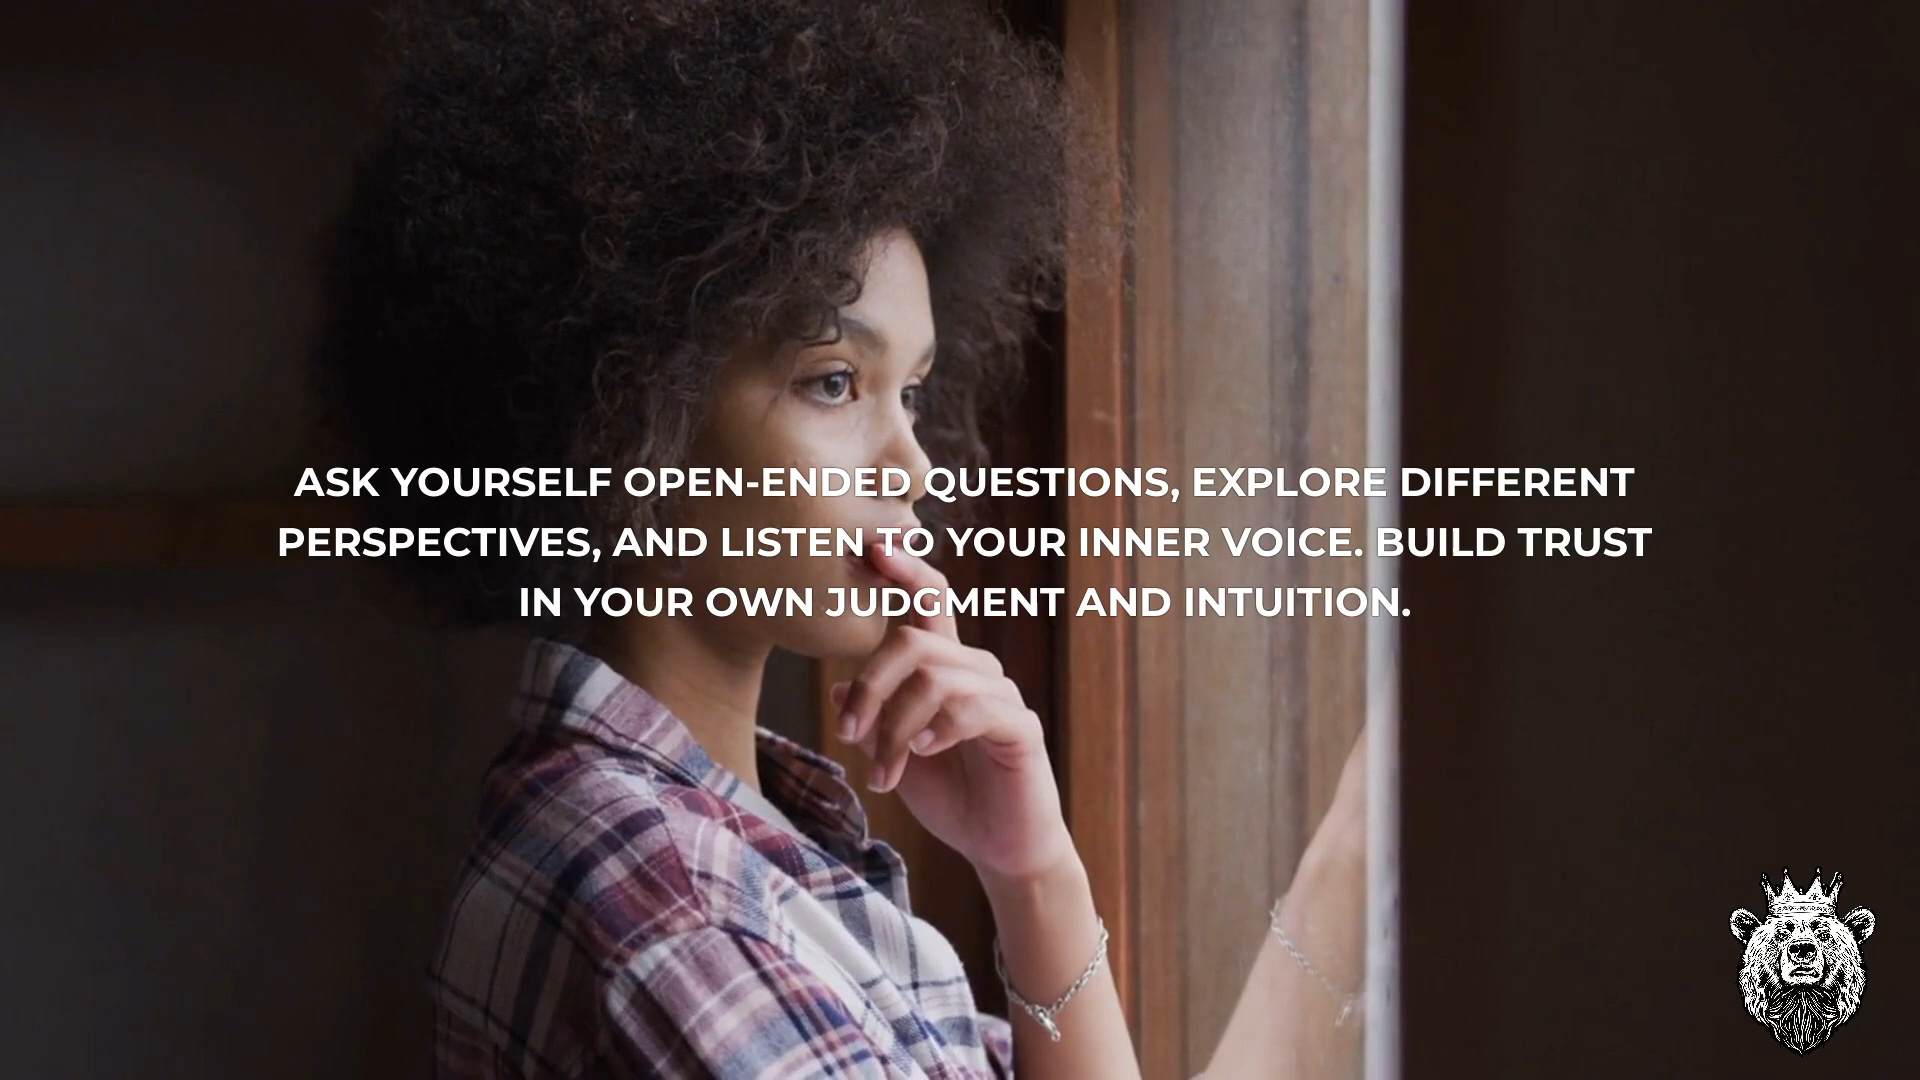 ASK YOURSELF OPEN-ENDED QUESTIONS, EXPLORE DIFFERENT
PERSPECTIVES, AND LISTEN TO YOUR INNER VOICE. BUILD TRUST
IN YOUR OWN JUDGMENT AND INTUITION.